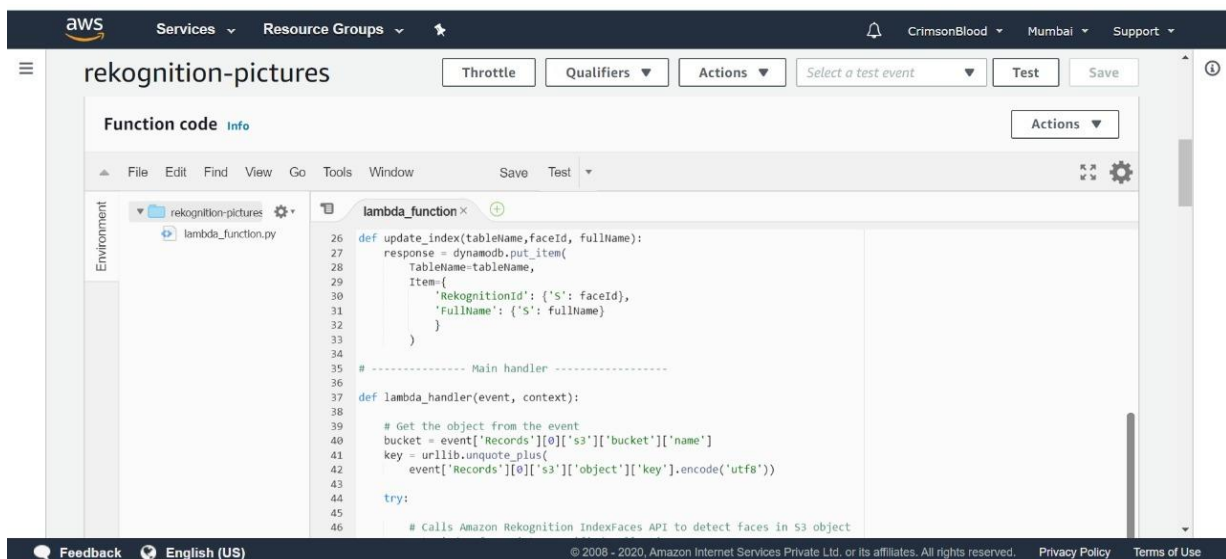 aws Services Resource Groups CrimsonBlood Mumbai Support
rekognition-pictures Throttle Qualifiers Actions Select a test event Test Save
Function code Info Actions
File Edit Find View Go Tools Window Save Test
Environment
rekognition-pictures
lambda_function.py
lambda_function
26 def update_index(tableName,faceId, fullName):
27 response = dynamodb.put_item(
28 TableName=tableName,
29 Item={
30 'RekognitionId': {'S': faceId},
31 'FullName': {'S': fullName}
32 }
33 )
34
35 # --------------- Main handler ------------------
36
37 def lambda_handler(event, context):
38
39 # Get the object from the event
40 bucket = event['Records'][0]['s3']['bucket']['name']
41 key = urllib.unquote_plus(
42 event['Records'][0]['s3']['object']['key'].encode('utf8'))
43
44 try:
45
46 # Calls Amazon Rekognition IndexFaces API to detect faces in S3 object
Feedback English (US) © 2008 - 2020, Amazon Internet Services Private Ltd. or its affiliates. All rights reserved. Privacy Policy Terms of Use